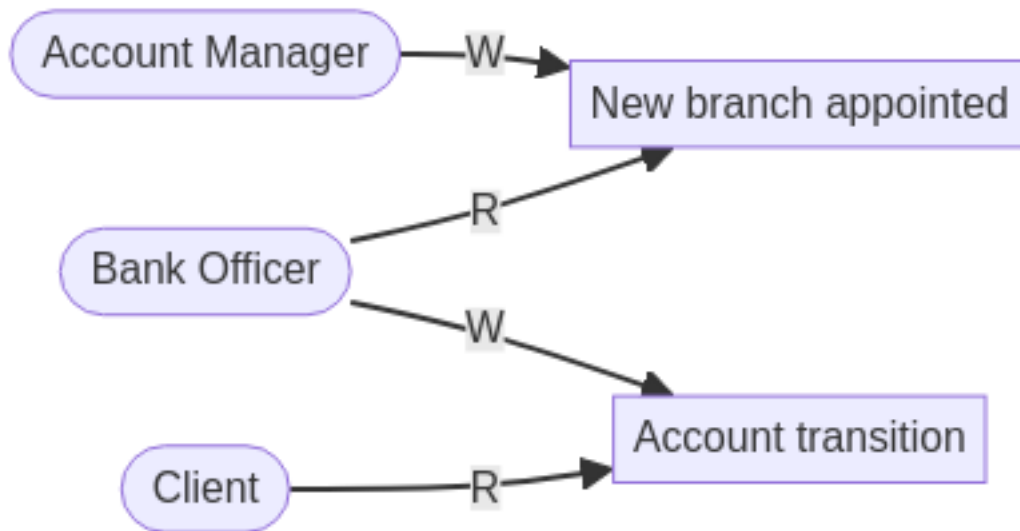 Account Manager
W
New branch appointed
R
Bank Officer
W
Account transition
Client
R